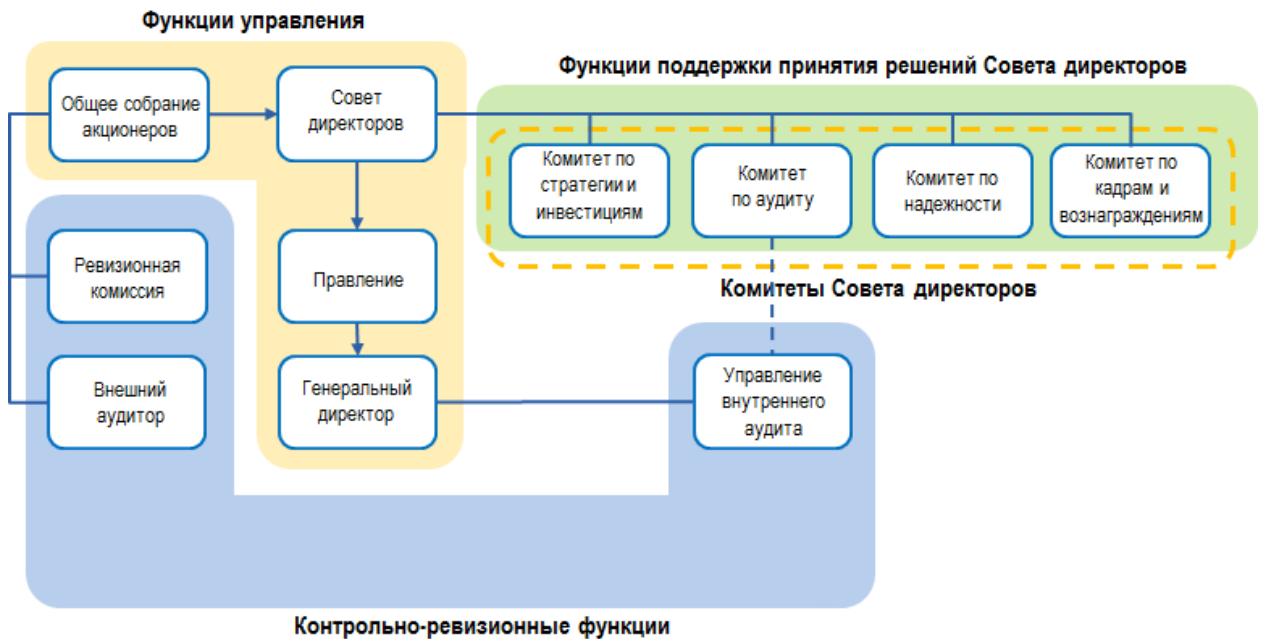 Функции управления
Функции поддержки принятия решений Совета директоров
Общее собрание
акционеров
Совет
директоров
Комитет по
стратегии и
инвестициям
Комитет
по аудиту
Комитет по
надежности
Комитет по
кадрам и
вознаграждениям
Комитеты Совета директоров
Ревизионная
комиссия
Правление
Внешний
аудитор
Генеральный
директор
Управление
внутреннего
аудита
Контрольно-ревизионные функции